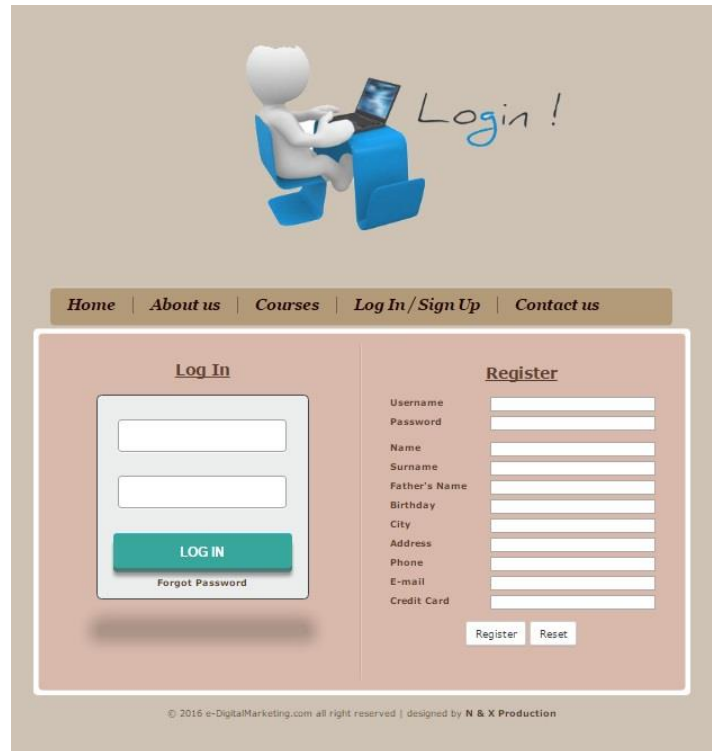 Login !
Home | About us | Courses | Log In / Sign Up | Contact us
Log In
LOG IN
Forgot Password
Register
Username
Password
Name
Surname
Father's Name
Birthday
City
Address
Phone
E-mail
Credit Card
Register Reset
© 2016 e-DigitalMarketing.com all right reserved | designed by N & X Production